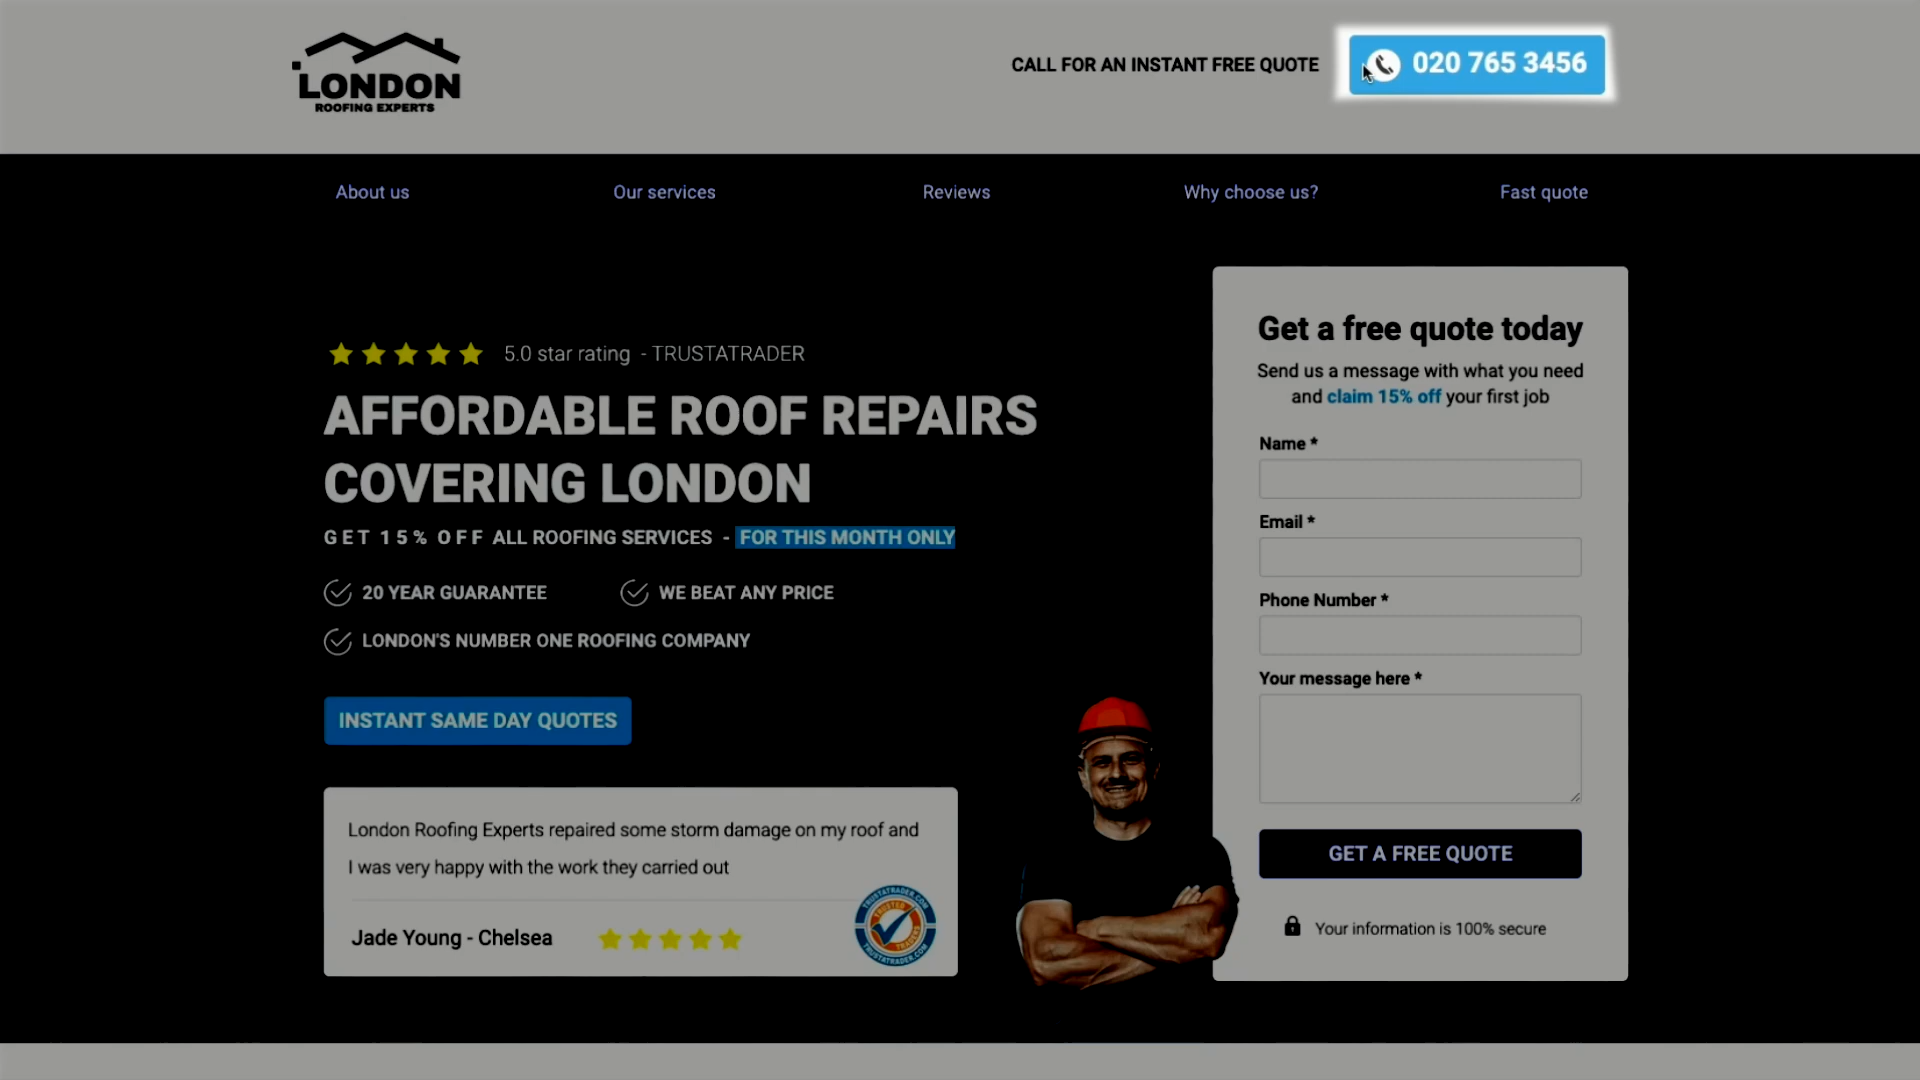 LONDON
ROOFING EXPERTS
CALL FOR AN INSTANT FREE QUOTE
020 765 3456
About us
Our services
Reviews
Why choose us?
Fast quote
5.0 star rating - TRUSTATRADER
AFFORDABLE ROOF REPAIRS
COVERING LONDON
GET 15% OFF ALL ROOFING SERVICES - FOR THIS MONTH ONLY
20 YEAR GUARANTEE
WE BEAT ANY PRICE
LONDON'S NUMBER ONE ROOFING COMPANY
INSTANT SAME DAY QUOTES
London Roofing Experts repaired some storm damage on my roof and
I was very happy with the work they carried out
Jade Young - Chelsea
TRUSTATRADER.COM
TRUSTED
TRADERS
TRUSTATRADER.COM
Get a free quote today
Send us a message with what you need
and claim 15% off your first job
Name *
Email *
Phone Number *
Your message here *
GET A FREE QUOTE
Your information is 100% secure